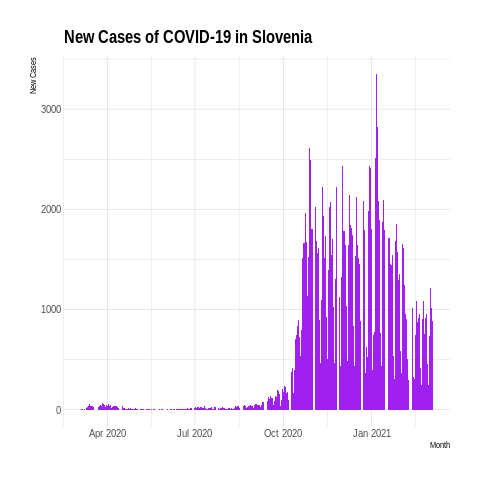 New Cases of COVID-19 in Slovenia
New Cases
3000
2000
1000
0
Apr 2020 Jul 2020 Oct 2020 Jan 2021
Month